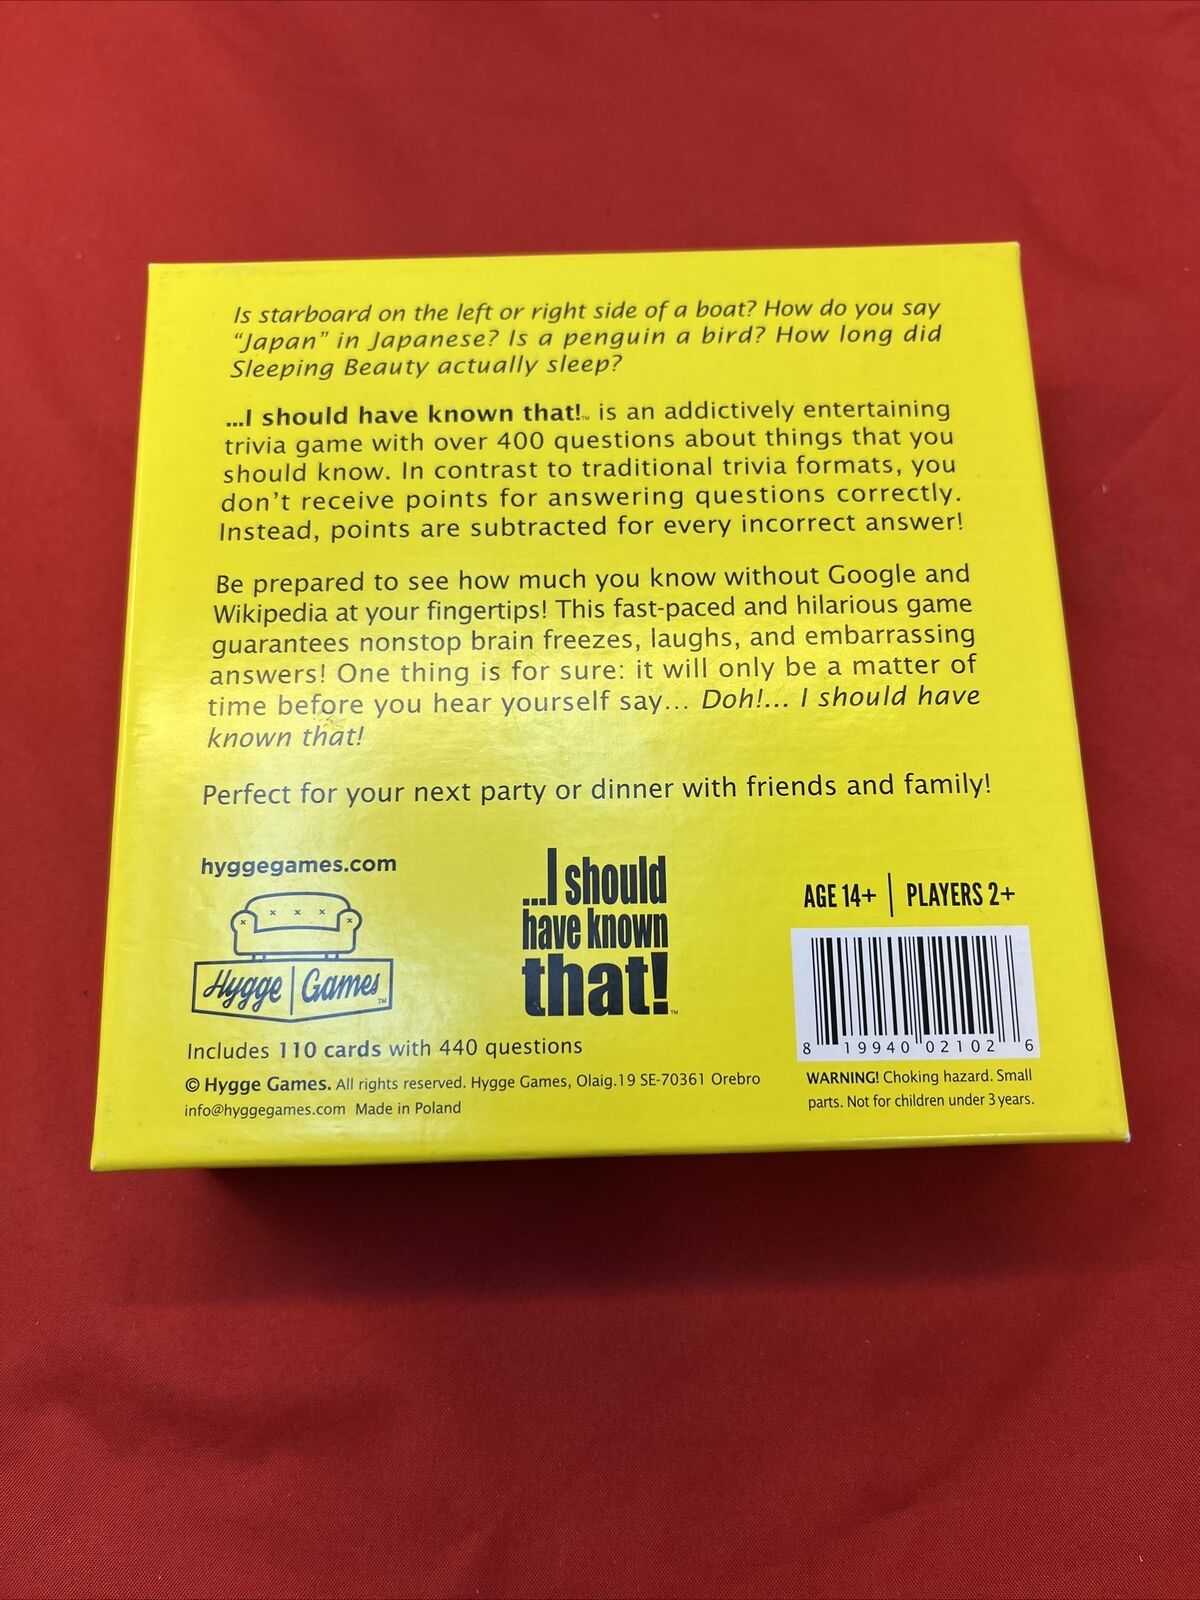 Is starboard on the left or right side of a boat? How do you say
“Japan” in Japanese? Is a penguin a bird? How long did
Sleeping Beauty actually sleep?
...I should have known that!™ is an addictively entertaining
trivia game with over 400 questions about things that you
should know. In contrast to traditional trivia formats, you
don’t receive points for answering questions correctly.
Instead, points are subtracted for every incorrect answer!
Be prepared to see how much you know without Google and
Wikipedia at your fingertips! This fast-paced and hilarious game
guarantees nonstop brain freezes, laughs, and embarrassing
answers! One thing is for sure: it will only be a matter of
time before you hear yourself say... Doh!... I should have
known that!
Perfect for your next party or dinner with friends and family!
hyggegames.com
Hygge | Games™
...I should
have known
that!™
AGE 14+ | PLAYERS 2+
8 19940 02102 6
Includes 110 cards with 440 questions
© Hygge Games. All rights reserved. Hygge Games, Olaig.19 SE-70361 Orebro
info@hyggegames.com Made in Poland
WARNING! Choking hazard. Small
parts. Not for children under 3 years.